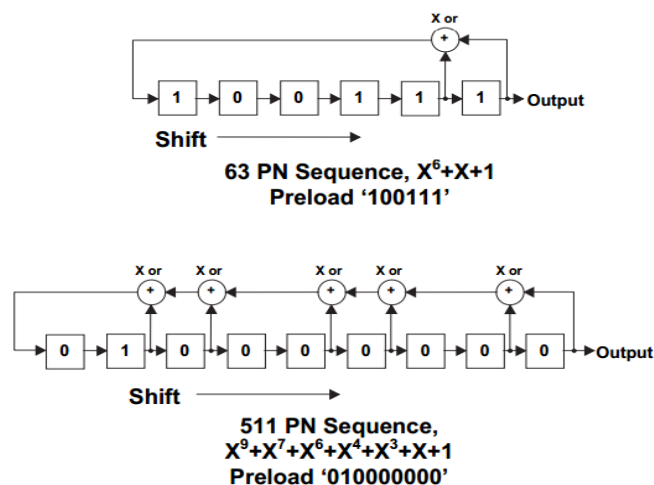 X or
+
1 0 0 1 1 1 Output
Shift
63 PN Sequence, X⁶+X+1
Preload ‘100111’
X or X or X or X or X or
+ + + + +
0 1 0 0 0 0 0 0 0 Output
Shift
511 PN Sequence,
X⁹+X⁷+X⁶+X⁴+X³+X+1
Preload ‘010000000’